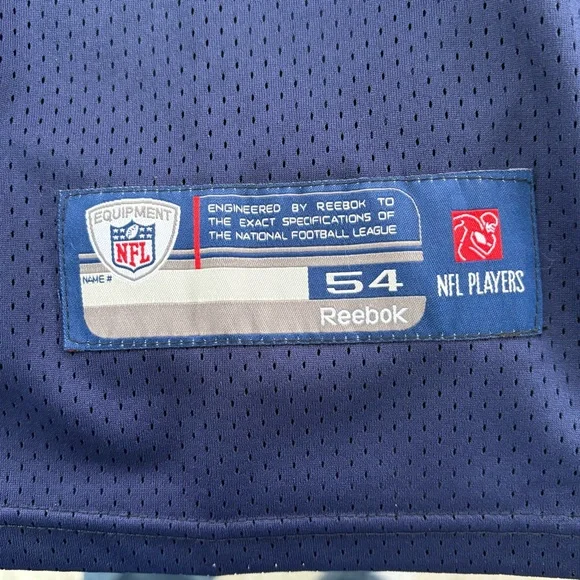 EQUIPMENT
NFL
ENGINEERED BY REEBOK TO
THE EXACT SPECIFICATIONS OF
THE NATIONAL FOOTBALL LEAGUE
NAME #
54
Reebok
NFL PLAYERS